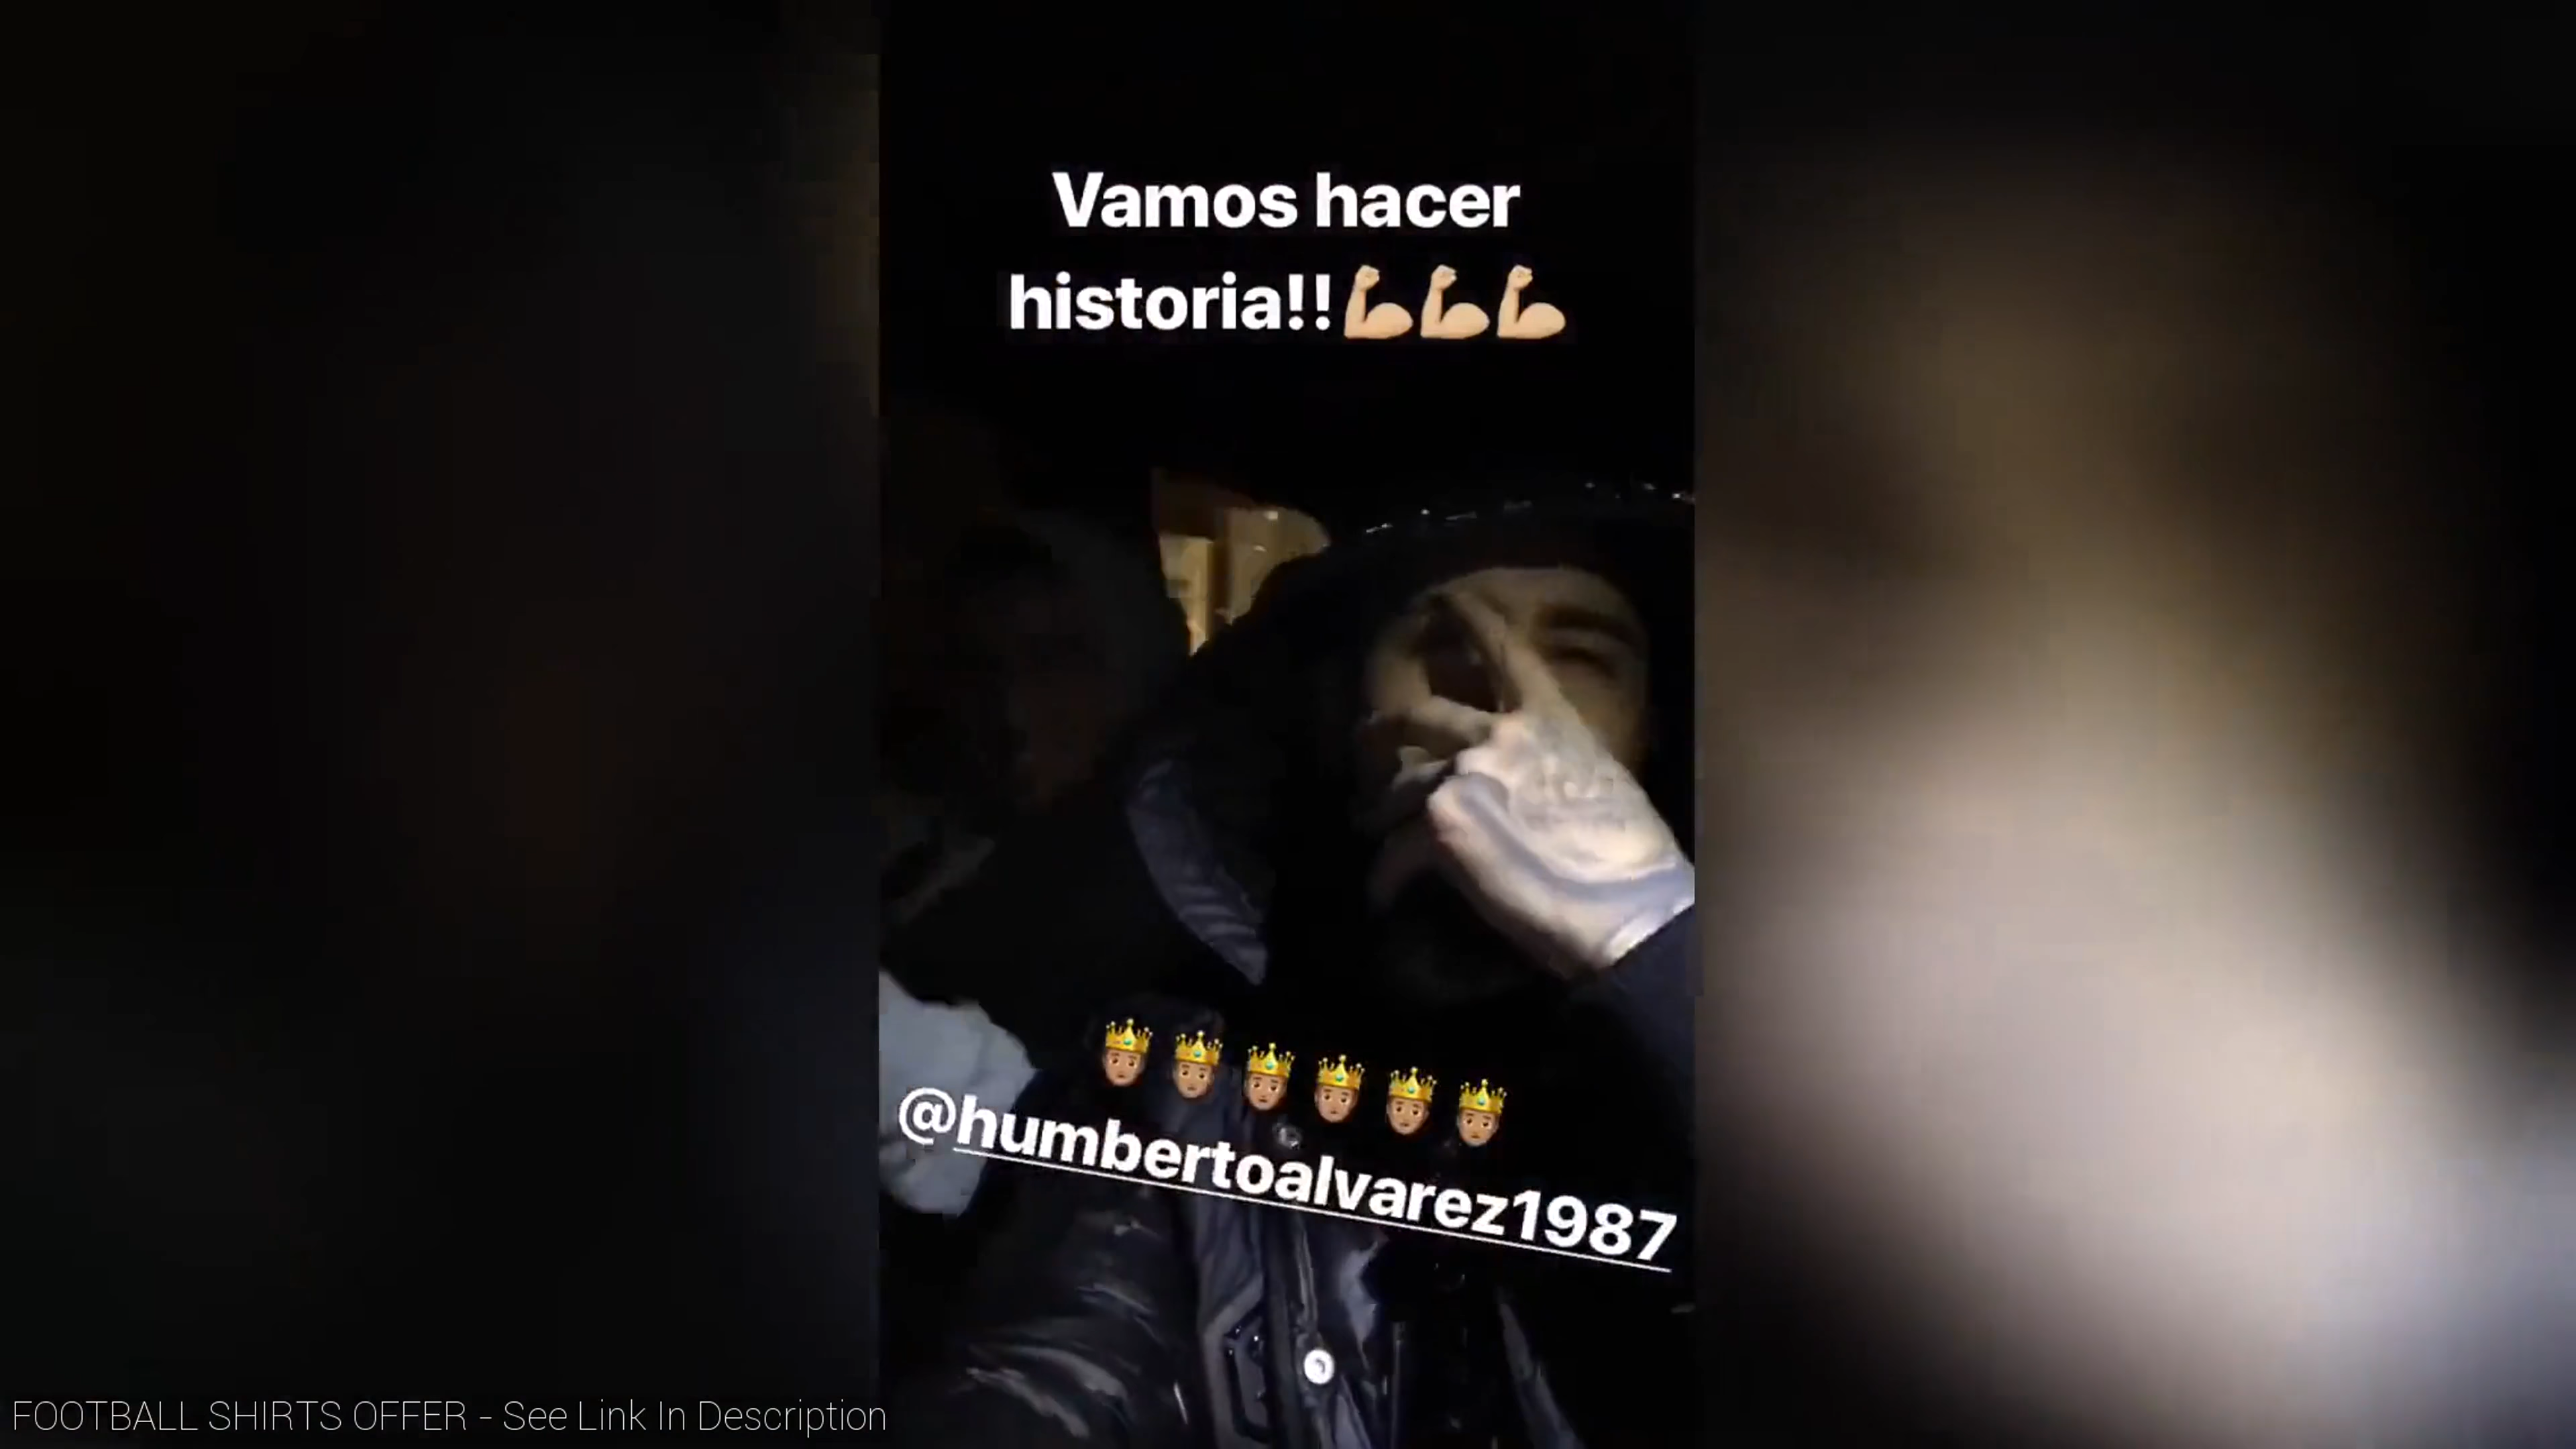 Vamos hacer
historia!!💪🏼💪🏼💪🏼
🤴🏽🤴🏽🤴🏽🤴🏽🤴🏽🤴🏽
@humbertoalvarez1987
FOOTBALL SHIRTS OFFER - See Link In Description